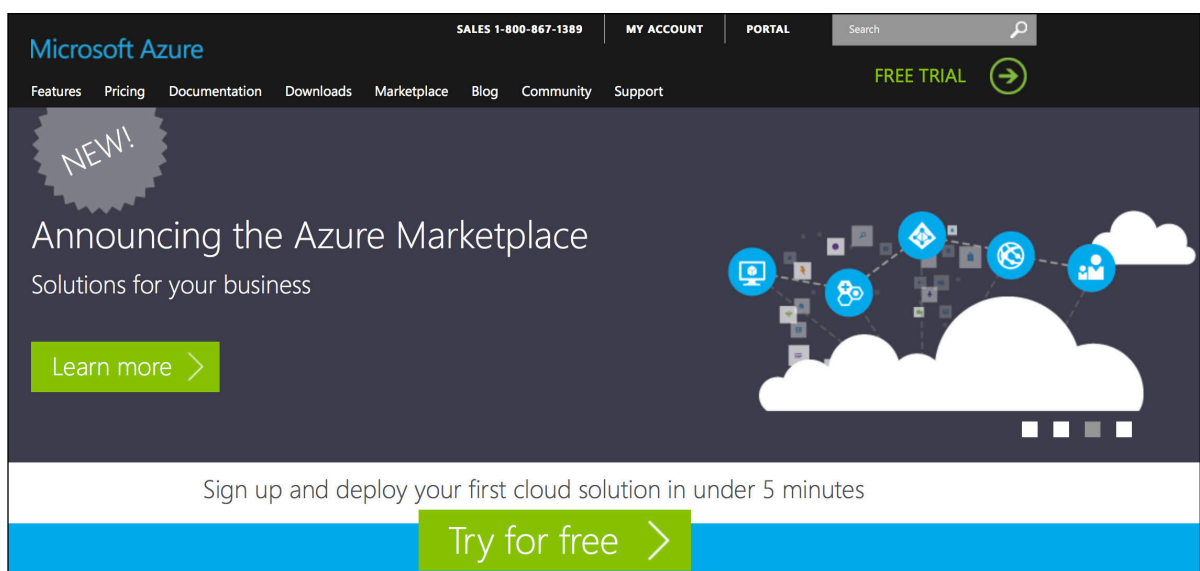 SALES 1-800-867-1389 MY ACCOUNT PORTAL Search
Microsoft Azure
FREE TRIAL
Features Pricing Documentation Downloads Marketplace Blog Community Support
NEW!
Announcing the Azure Marketplace
Solutions for your business
Learn more
Sign up and deploy your first cloud solution in under 5 minutes
Try for free